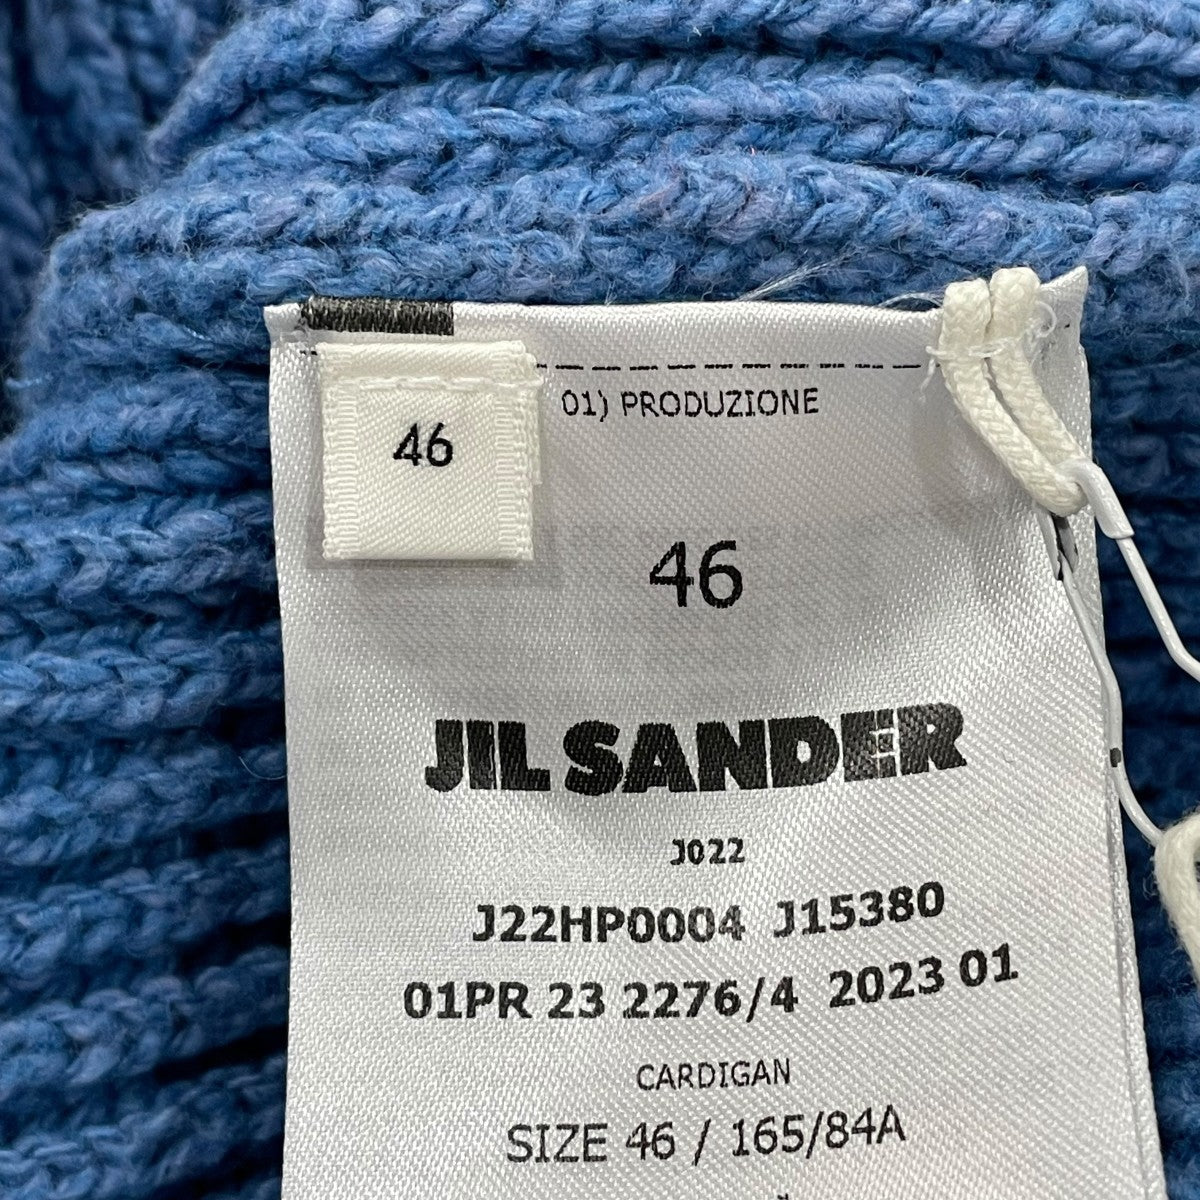 01) PRODUZIONE
46
46
JIL SANDER
J022
J22HP0004 J15380
01PR 23 2276/4 2023 01
CARDIGAN
SIZE 46 / 165/84A